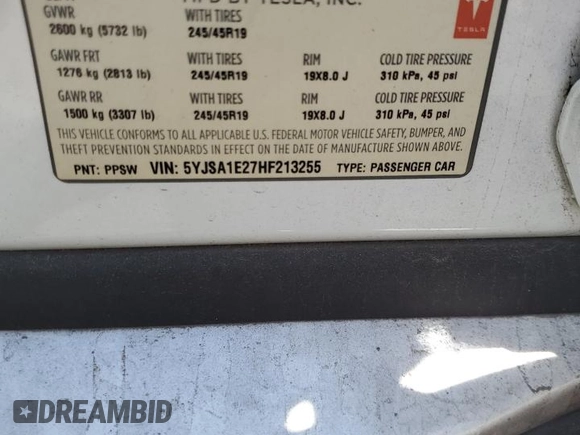 MFD BY TESLA, INC.
GVWR WITH TIRES
2600 kg (5732 lb) 245/45R19
TESLA
GAWR FRT WITH TIRES RIM COLD TIRE PRESSURE
1276 kg (2813 lb) 245/45R19 19X8.0 J 310 kPa, 45 psi
GAWR RR WITH TIRES RIM COLD TIRE PRESSURE
1500 kg (3307 lb) 245/45R19 19X8.0 J 310 kPa, 45 psi
THIS VEHICLE CONFORMS TO ALL APPLICABLE U.S. FEDERAL MOTOR VEHICLE SAFETY, BUMPER, AND
THEFT PREVENTION STANDARDS IN EFFECT ON THE DATE OF MANUFACTURE SHOWN ABOVE.
PNT: PPSW VIN: 5YJSA1E27HF213255 TYPE: PASSENGER CAR
DREAMBID